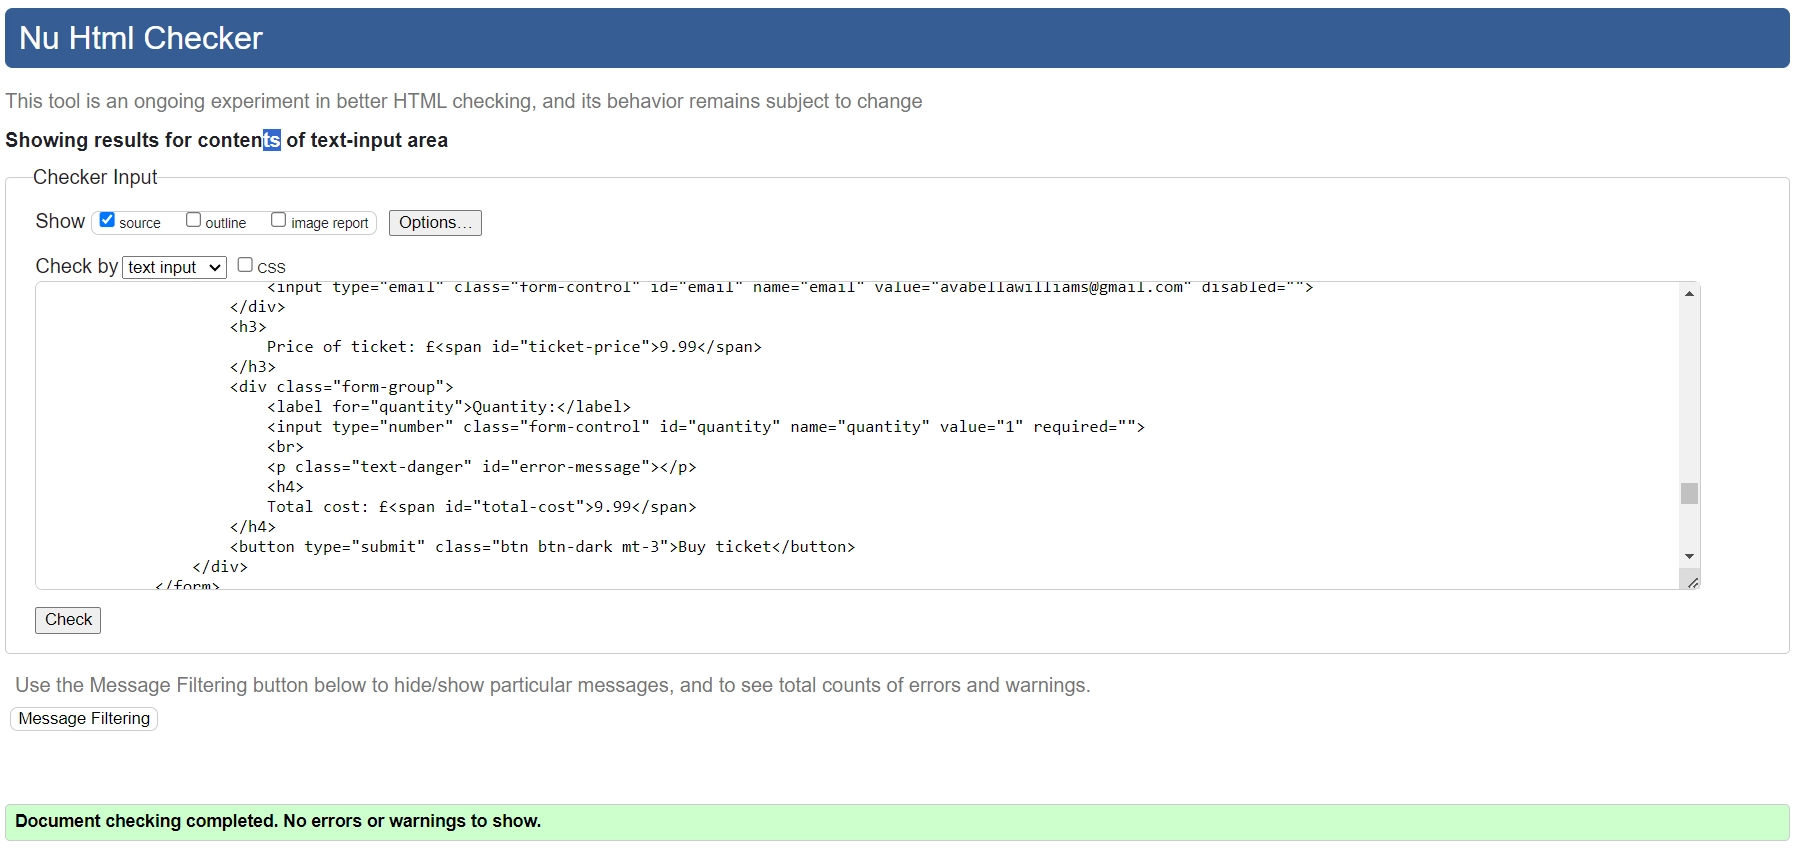 Nu Html Checker
This tool is an ongoing experiment in better HTML checking, and its behavior remains subject to change
Showing results for contents of text-input area
Checker Input
Show source outline image report Options...
Check by text input CSS
<input type="email" class="form-control" id="email" name="email" value="avabellawilliams@gmail.com" disabled="">
</div>
<h3>
Price of ticket: £<span id="ticket-price">9.99</span>
</h3>
<div class="form-group">
<label for="quantity">Quantity:</label>
<input type="number" class="form-control" id="quantity" name="quantity" value="1" required="">
<br>
<p class="text-danger" id="error-message"></p>
<h4>
Total cost: £<span id="total-cost">9.99</span>
</h4>
<button type="submit" class="btn btn-dark mt-3">Buy ticket</button>
</div>
</form>
Check
Use the Message Filtering button below to hide/show particular messages, and to see total counts of errors and warnings.
Message Filtering
Document checking completed. No errors or warnings to show.